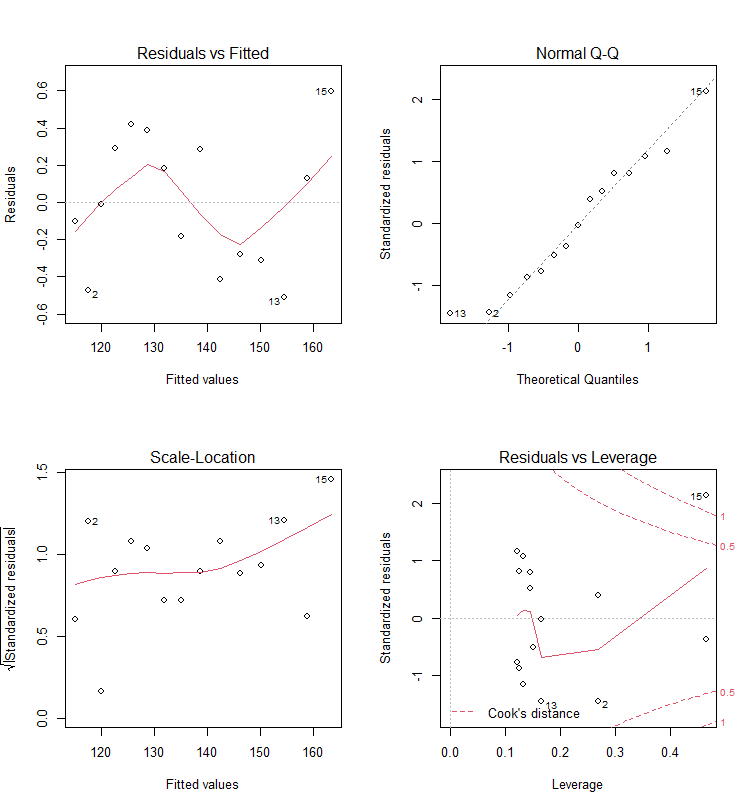 Residuals vs Fitted
Residuals
-0.6 -0.4 -0.2 0.0 0.2 0.4 0.6
15
2
13
120 130 140 150 160
Fitted values
Normal Q-Q
Standardized residuals
-1 0 1 2
15
13
2
-1 0 1
Theoretical Quantiles
Scale-Location
√|Standardized residuals|
0.0 0.5 1.0 1.5
15
2
13
120 130 140 150 160
Fitted values
Residuals vs Leverage
Standardized residuals
-1 0 1 2
15
1
0.5
13
2
0.5
1
Cook's distance
0.0 0.1 0.2 0.3 0.4
Leverage